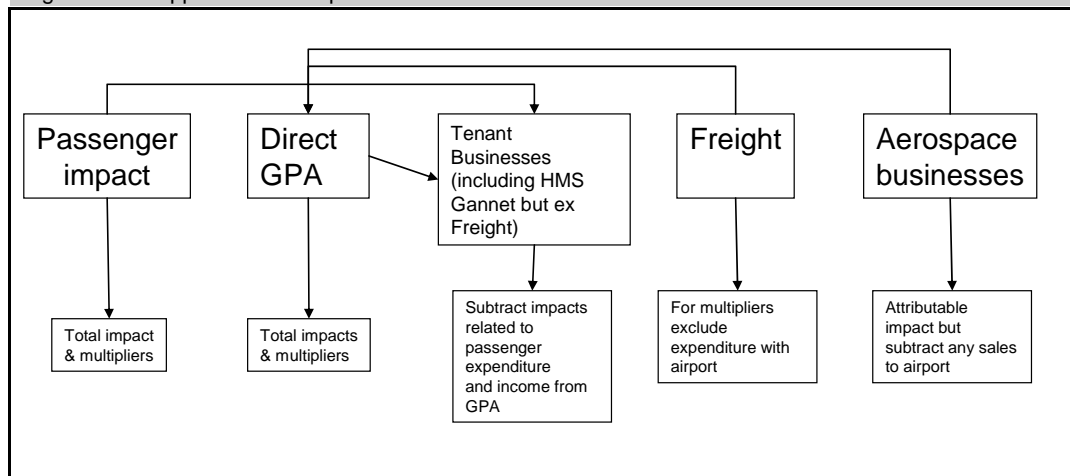 Passenger
impact
Direct
GPA
Tenant
Businesses
(including HMS
Gannet but ex
Freight)
Freight
Aerospace
businesses
Total impact
& multipliers
Total impacts
& multipliers
Subtract impacts
related to
passenger
expenditure
and income from
GPA
For multipliers
exclude
expenditure with
airport
Attributable
impact but
subtract any sales
to airport